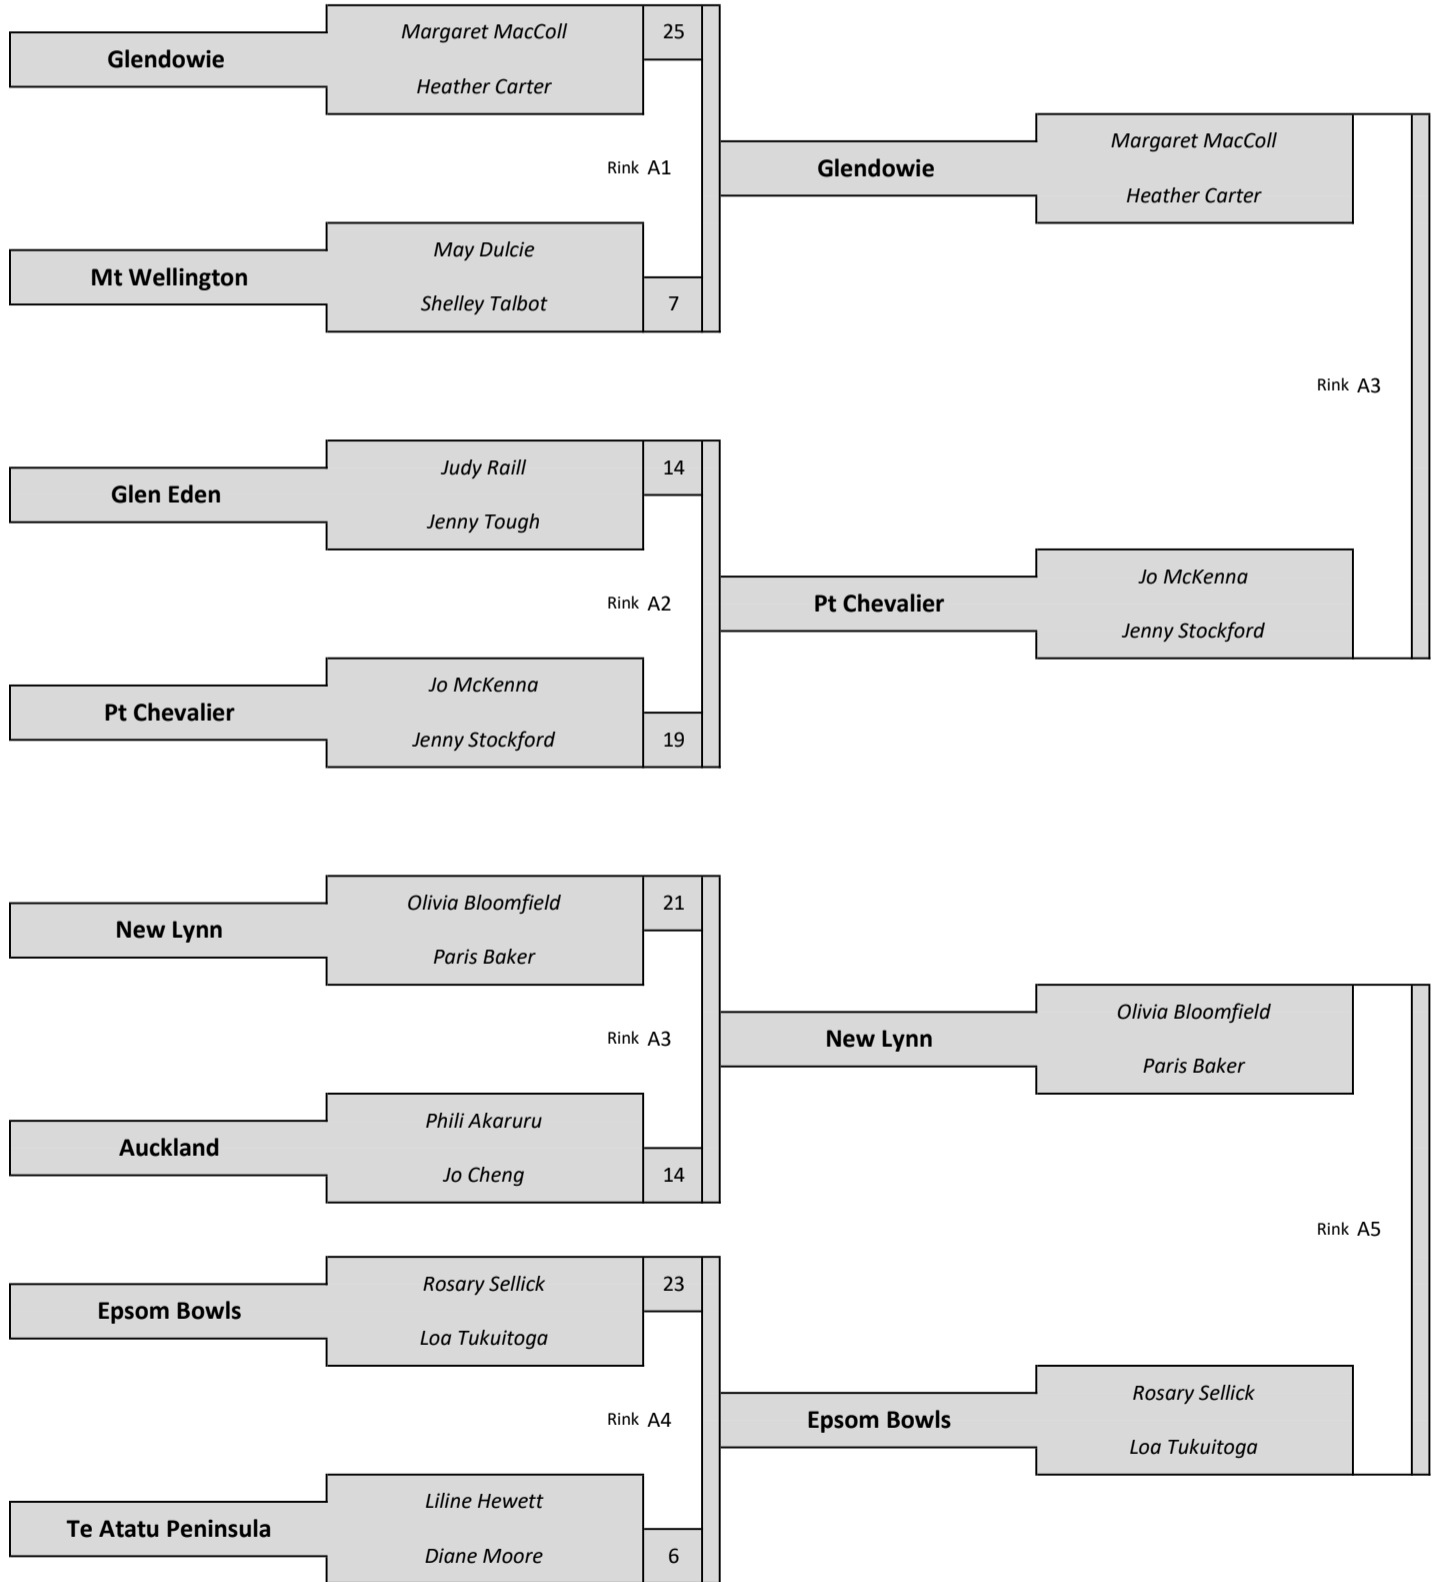 Margaret MacColl 25
Glendowie
Heather Carter
Margaret MacColl
Rink A1
Glendowie
Heather Carter
May Dulcie
Mt Wellington
Shelley Talbot 7
Rink A3
Judy Raill 14
Glen Eden
Jenny Tough
Jo McKenna
Rink A2
Pt Chevalier
Jenny Stockford
Jo McKenna
Pt Chevalier
Jenny Stockford 19
Olivia Bloomfield 21
New Lynn
Paris Baker
Olivia Bloomfield
Rink A3
New Lynn
Paris Baker
Phili Akaruru
Auckland
Jo Cheng 14
Rink A5
Rosary Sellick 23
Epsom Bowls
Loa Tukuitoga
Rosary Sellick
Rink A4
Epsom Bowls
Loa Tukuitoga
Liline Hewett
Te Atatu Peninsula
Diane Moore 6